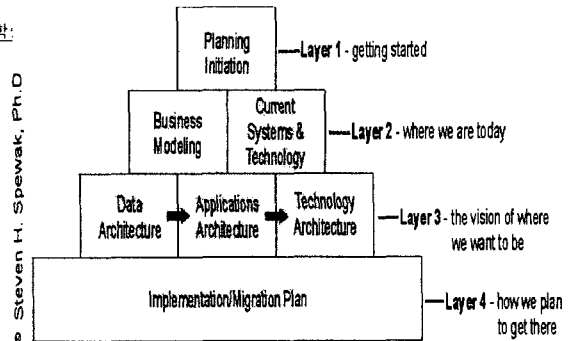 Planning
Initiation
Layer 1 - getting started
Business
Modeling
Current
Systems &
Technology
Layer 2 - where we are today
Data
Architecture
Applications
Architecture
Technology
Architecture
Layer 3 - the vision of where
we want to be
Implementation/Migration Plan
Layer 4 - how we plan
to get there
Steven H. Spewak, Ph.D